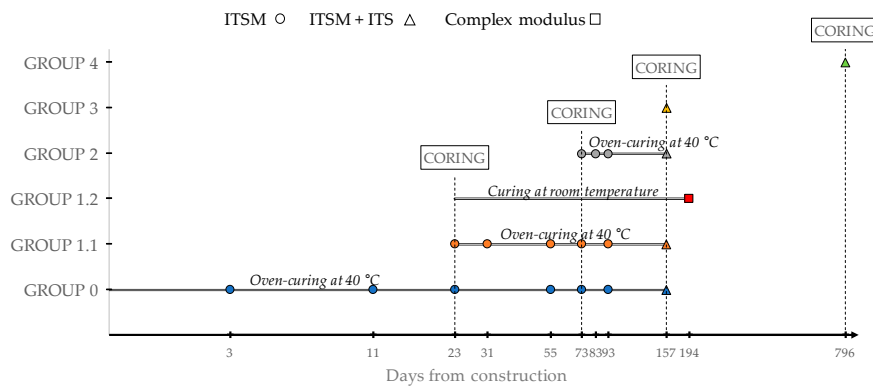 ITSM ITSM + ITS Complex modulus
CORING
GROUP 4
CORING
GROUP 3
CORING
GROUP 2 Oven-curing at 40 °C
CORING
GROUP 1.2 Curing at room temperature
GROUP 1.1 Oven-curing at 40 °C
GROUP 0 Oven-curing at 40 °C
3 11 23 31 55 73 83 93 157 194 796
Days from construction